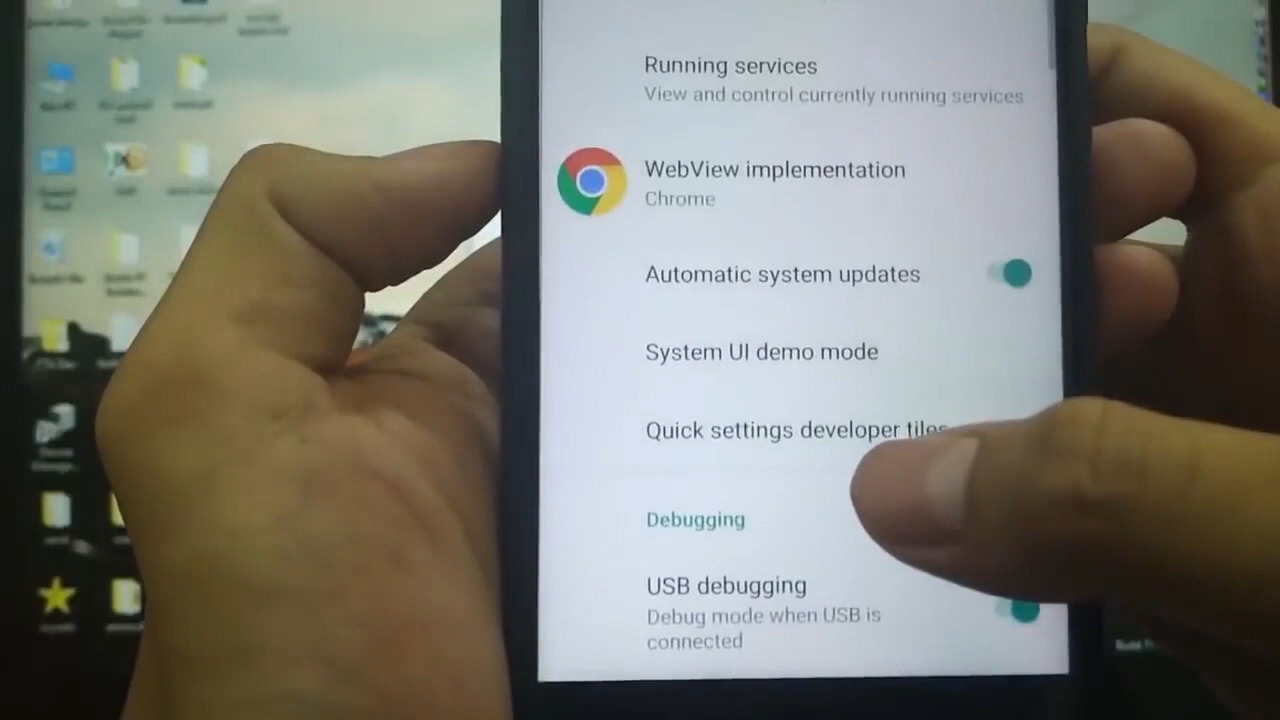 Running services
View and control currently running services
WebView implementation
Chrome
Automatic system updates
System UI demo mode
Quick settings developer tiles
Debugging
USB debugging
Debug mode when USB is
connected